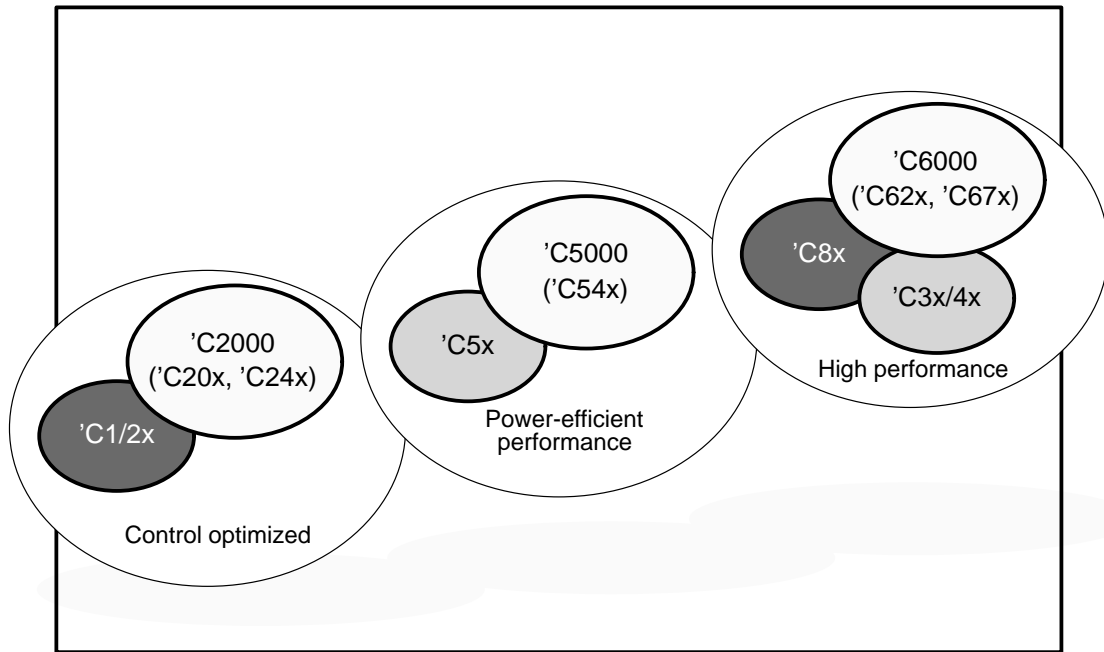 ’C6000
(’C62x, ’C67x)
’C8x
’C3x/4x
High performance
’C5000
(’C54x)
’C5x
Power-efficient
performance
’C2000
(’C20x, ’C24x)
’C1/2x
Control optimized